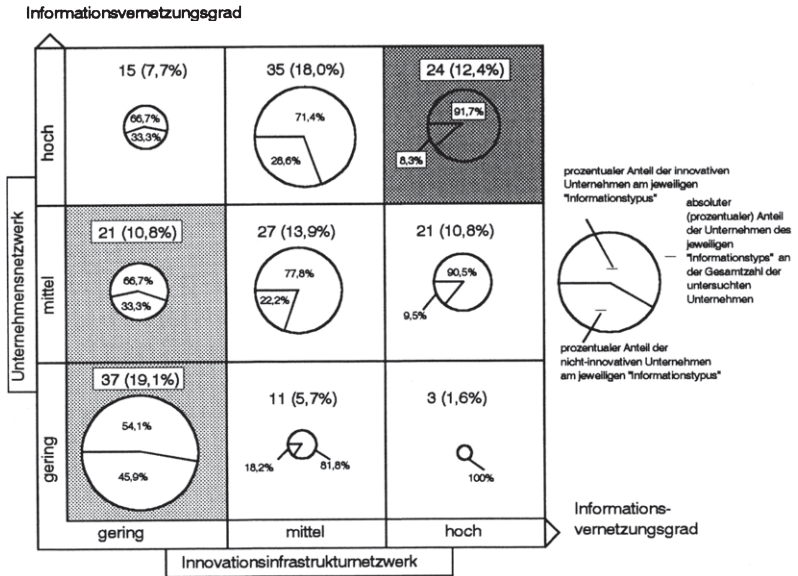 Informationsvernetzungsgrad
15 (7,7%)
35 (18,0%)
24 (12,4%)
66,7%
33,3%
71,4%
28,6%
91,7%
8,3%
hoch
prozentualer Anteil der innovativen
Unternehmen am jeweiligen
"Informationstypus"
absoluter
(prozentualer) Anteil
der Unternehmen des
jeweiligen
"Informationstyps" an
der Gesamtzahl der
untersuchten
Unternehmen
prozentualer Anteil der
nicht-innovativen Unternehmen
am jeweiligen "Informationstypus"
Unternehmensnetzwerk
mittel
21 (10,8%)
27 (13,9%)
21 (10,8%)
66,7%
33,3%
77,8%
22,2%
90,5%
9,5%
gering
37 (19,1%)
11 (5,7%)
3 (1,6%)
54,1%
45,9%
18,2%
81,8%
100%
Informations-
vernetzungsgrad
gering
mittel
hoch
Innovationsinfrastrukturnetzwerk